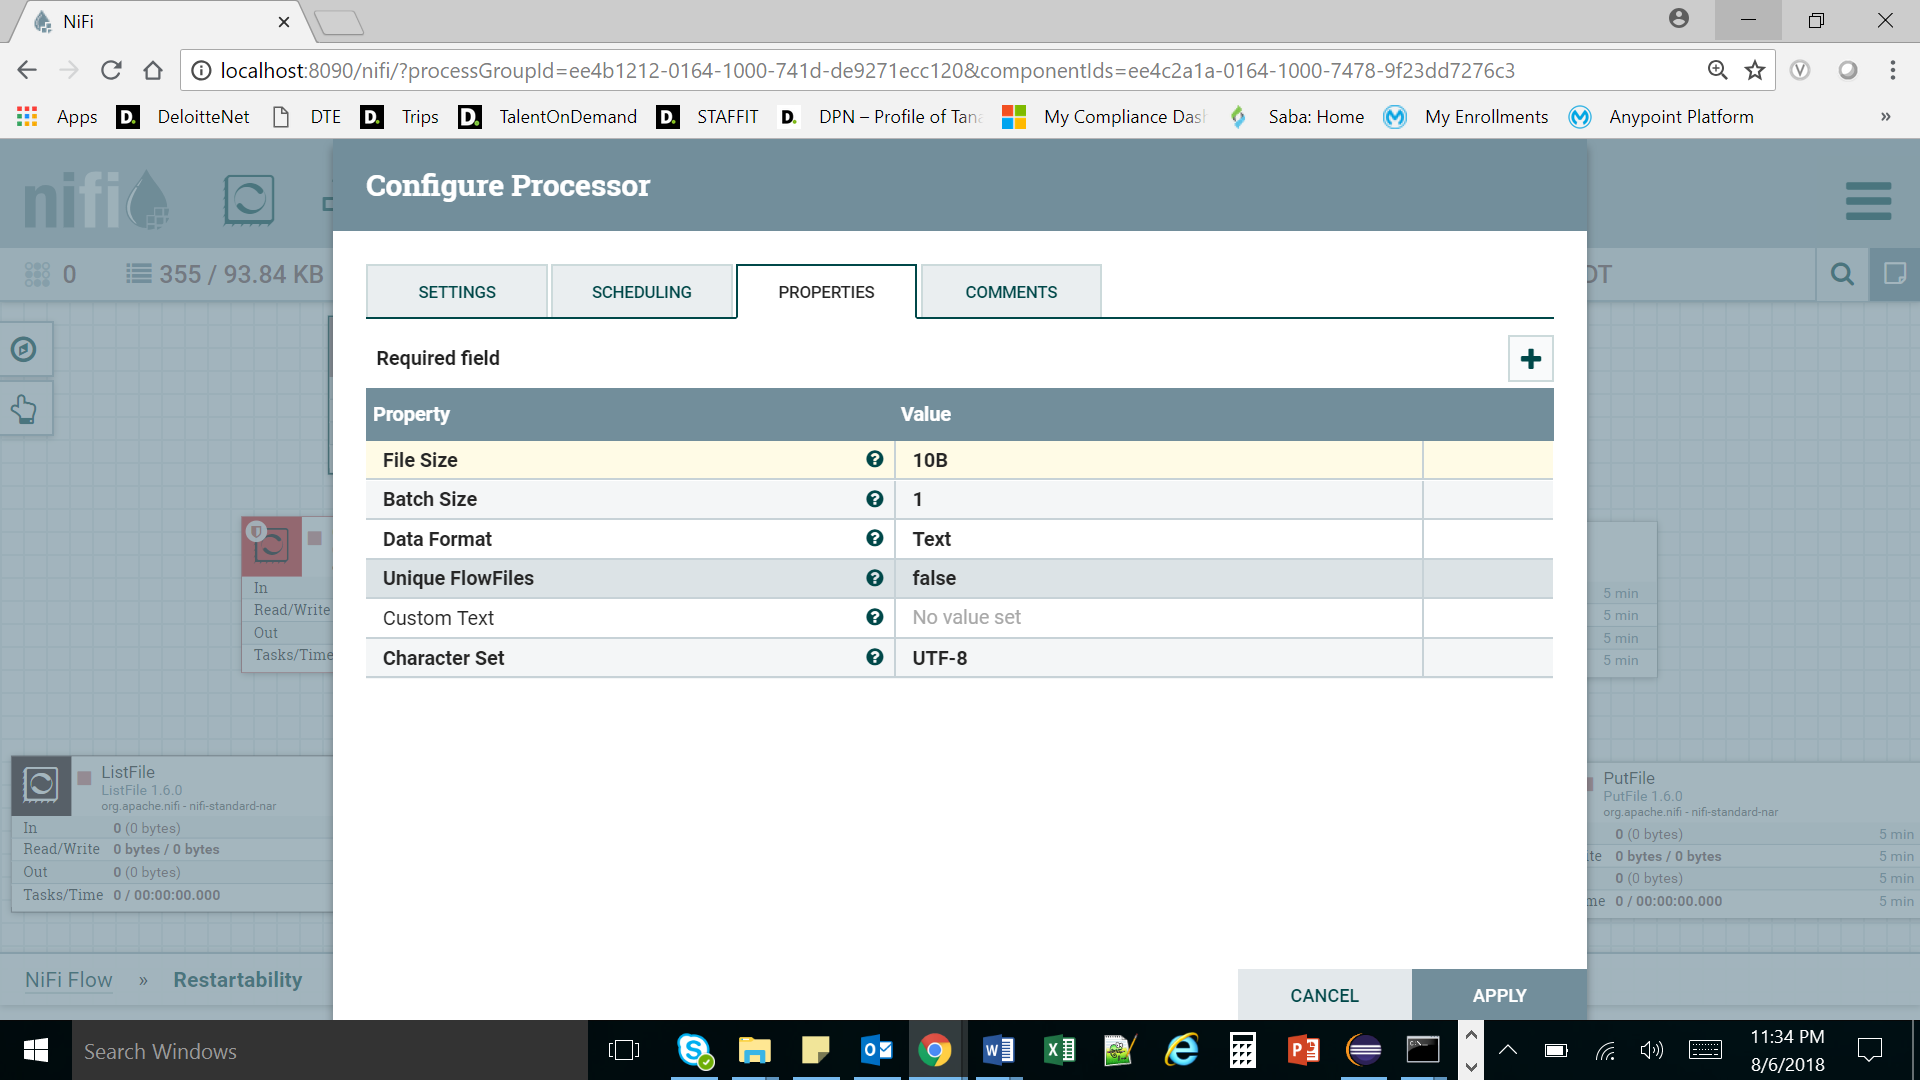 NiFi
localhost:8090/nifi/?processGroupId=ee4b1212-0164-1000-741d-de9271ecc120&componentIds=ee4c2a1a-0164-1000-7478-9f23dd7276c3
Apps D. DeloitteNet DTE D. Trips D. TalentOnDemand D. STAFFIT D. DPN – Profile of Tana My Compliance Dash Saba: Home My Enrollments Anypoint Platform »
nifi
Configure Processor
0 355 / 93.84 KB
SETTINGS SCHEDULING PROPERTIES COMMENTS
Required field
Property Value
File Size 10B
Batch Size 1
Data Format Text
Unique FlowFiles false
Custom Text No value set
Character Set UTF-8
In
Read/Write
Out
Tasks/Time
5 min
5 min
5 min
5 min
ListFile
ListFile 1.6.0
org.apache.nifi - nifi-standard-nar
In 0 (0 bytes)
Read/Write 0 bytes / 0 bytes
Out 0 (0 bytes)
Tasks/Time 0 / 00:00:00.000
PutFile
PutFile 1.6.0
org.apache.nifi - nifi-standard-nar
0 (0 bytes) 5 min
0 bytes / 0 bytes 5 min
0 (0 bytes) 5 min
0 / 00:00:00.000 5 min
CANCEL APPLY
NiFi Flow » Restartability
Search Windows
11:34 PM
8/6/2018